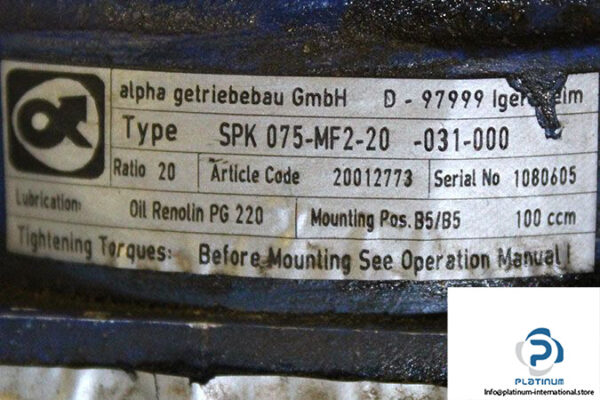 alpha getriebebau GmbH D - 97999
Type SPK 075-MF2-20 -031-000
Ratio 20 Article Code 20012773 Serial No 1080605
Lubrication: Oil Renolin PG 220 Mounting Pos. B5/B5 100 ccm
Tightening Torques: Before Mounting See Operation Manual !
PLATINUM
Info@platinum-international.store